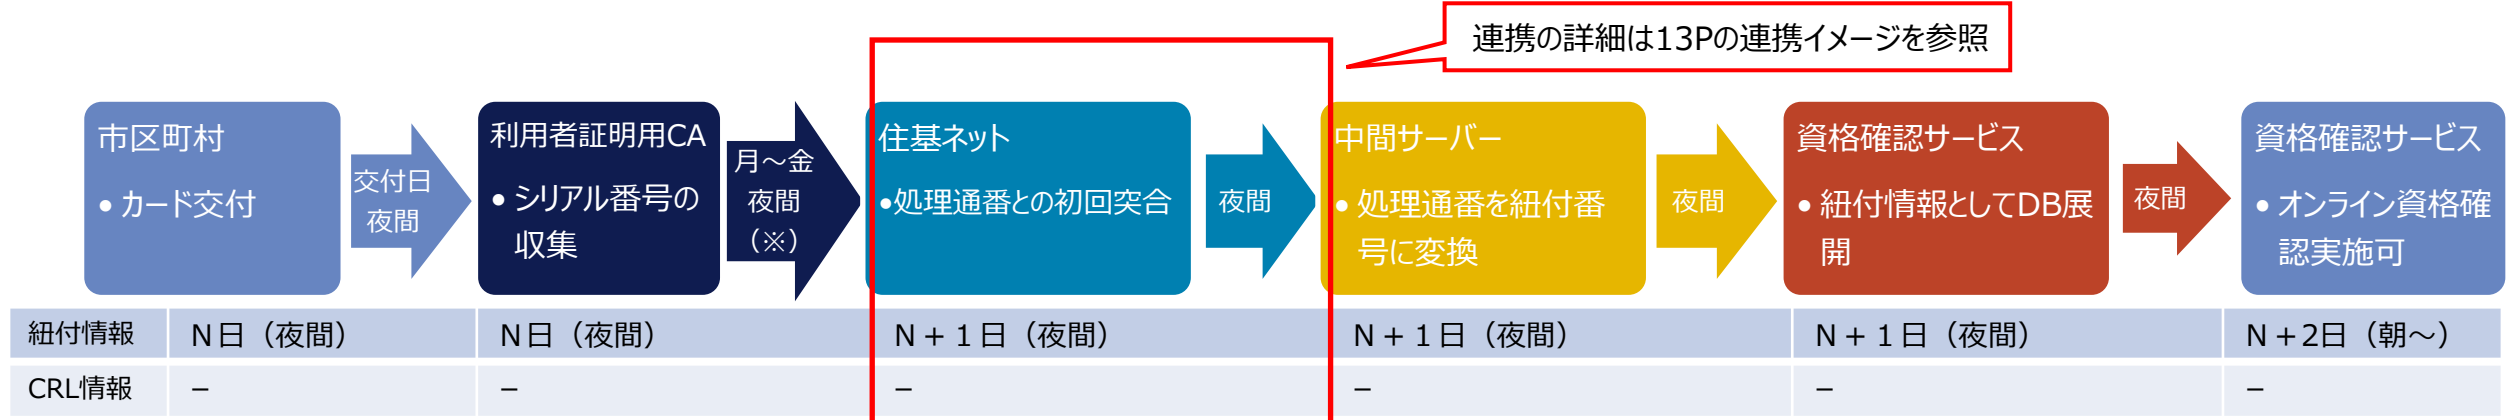 連携の詳細は13Pの連携イメージを参照
市区町村
• カード交付
交付日
夜間
利用者証明用CA
• シリアル番号の
収集
月～金
夜間
（※）
住基ネット
•処理通番との初回突合
夜間
中間サーバー
• 処理通番を紐付番
号に変換
夜間
資格確認サービス
• 紐付情報としてDB展
開
夜間
資格確認サービス
• オンライン資格確
認実施可
紐付情報 N日（夜間） N日（夜間） N＋１日（夜間） N＋１日（夜間） N＋１日（夜間） N＋2日（朝～）
CRL情報 － － － － － －